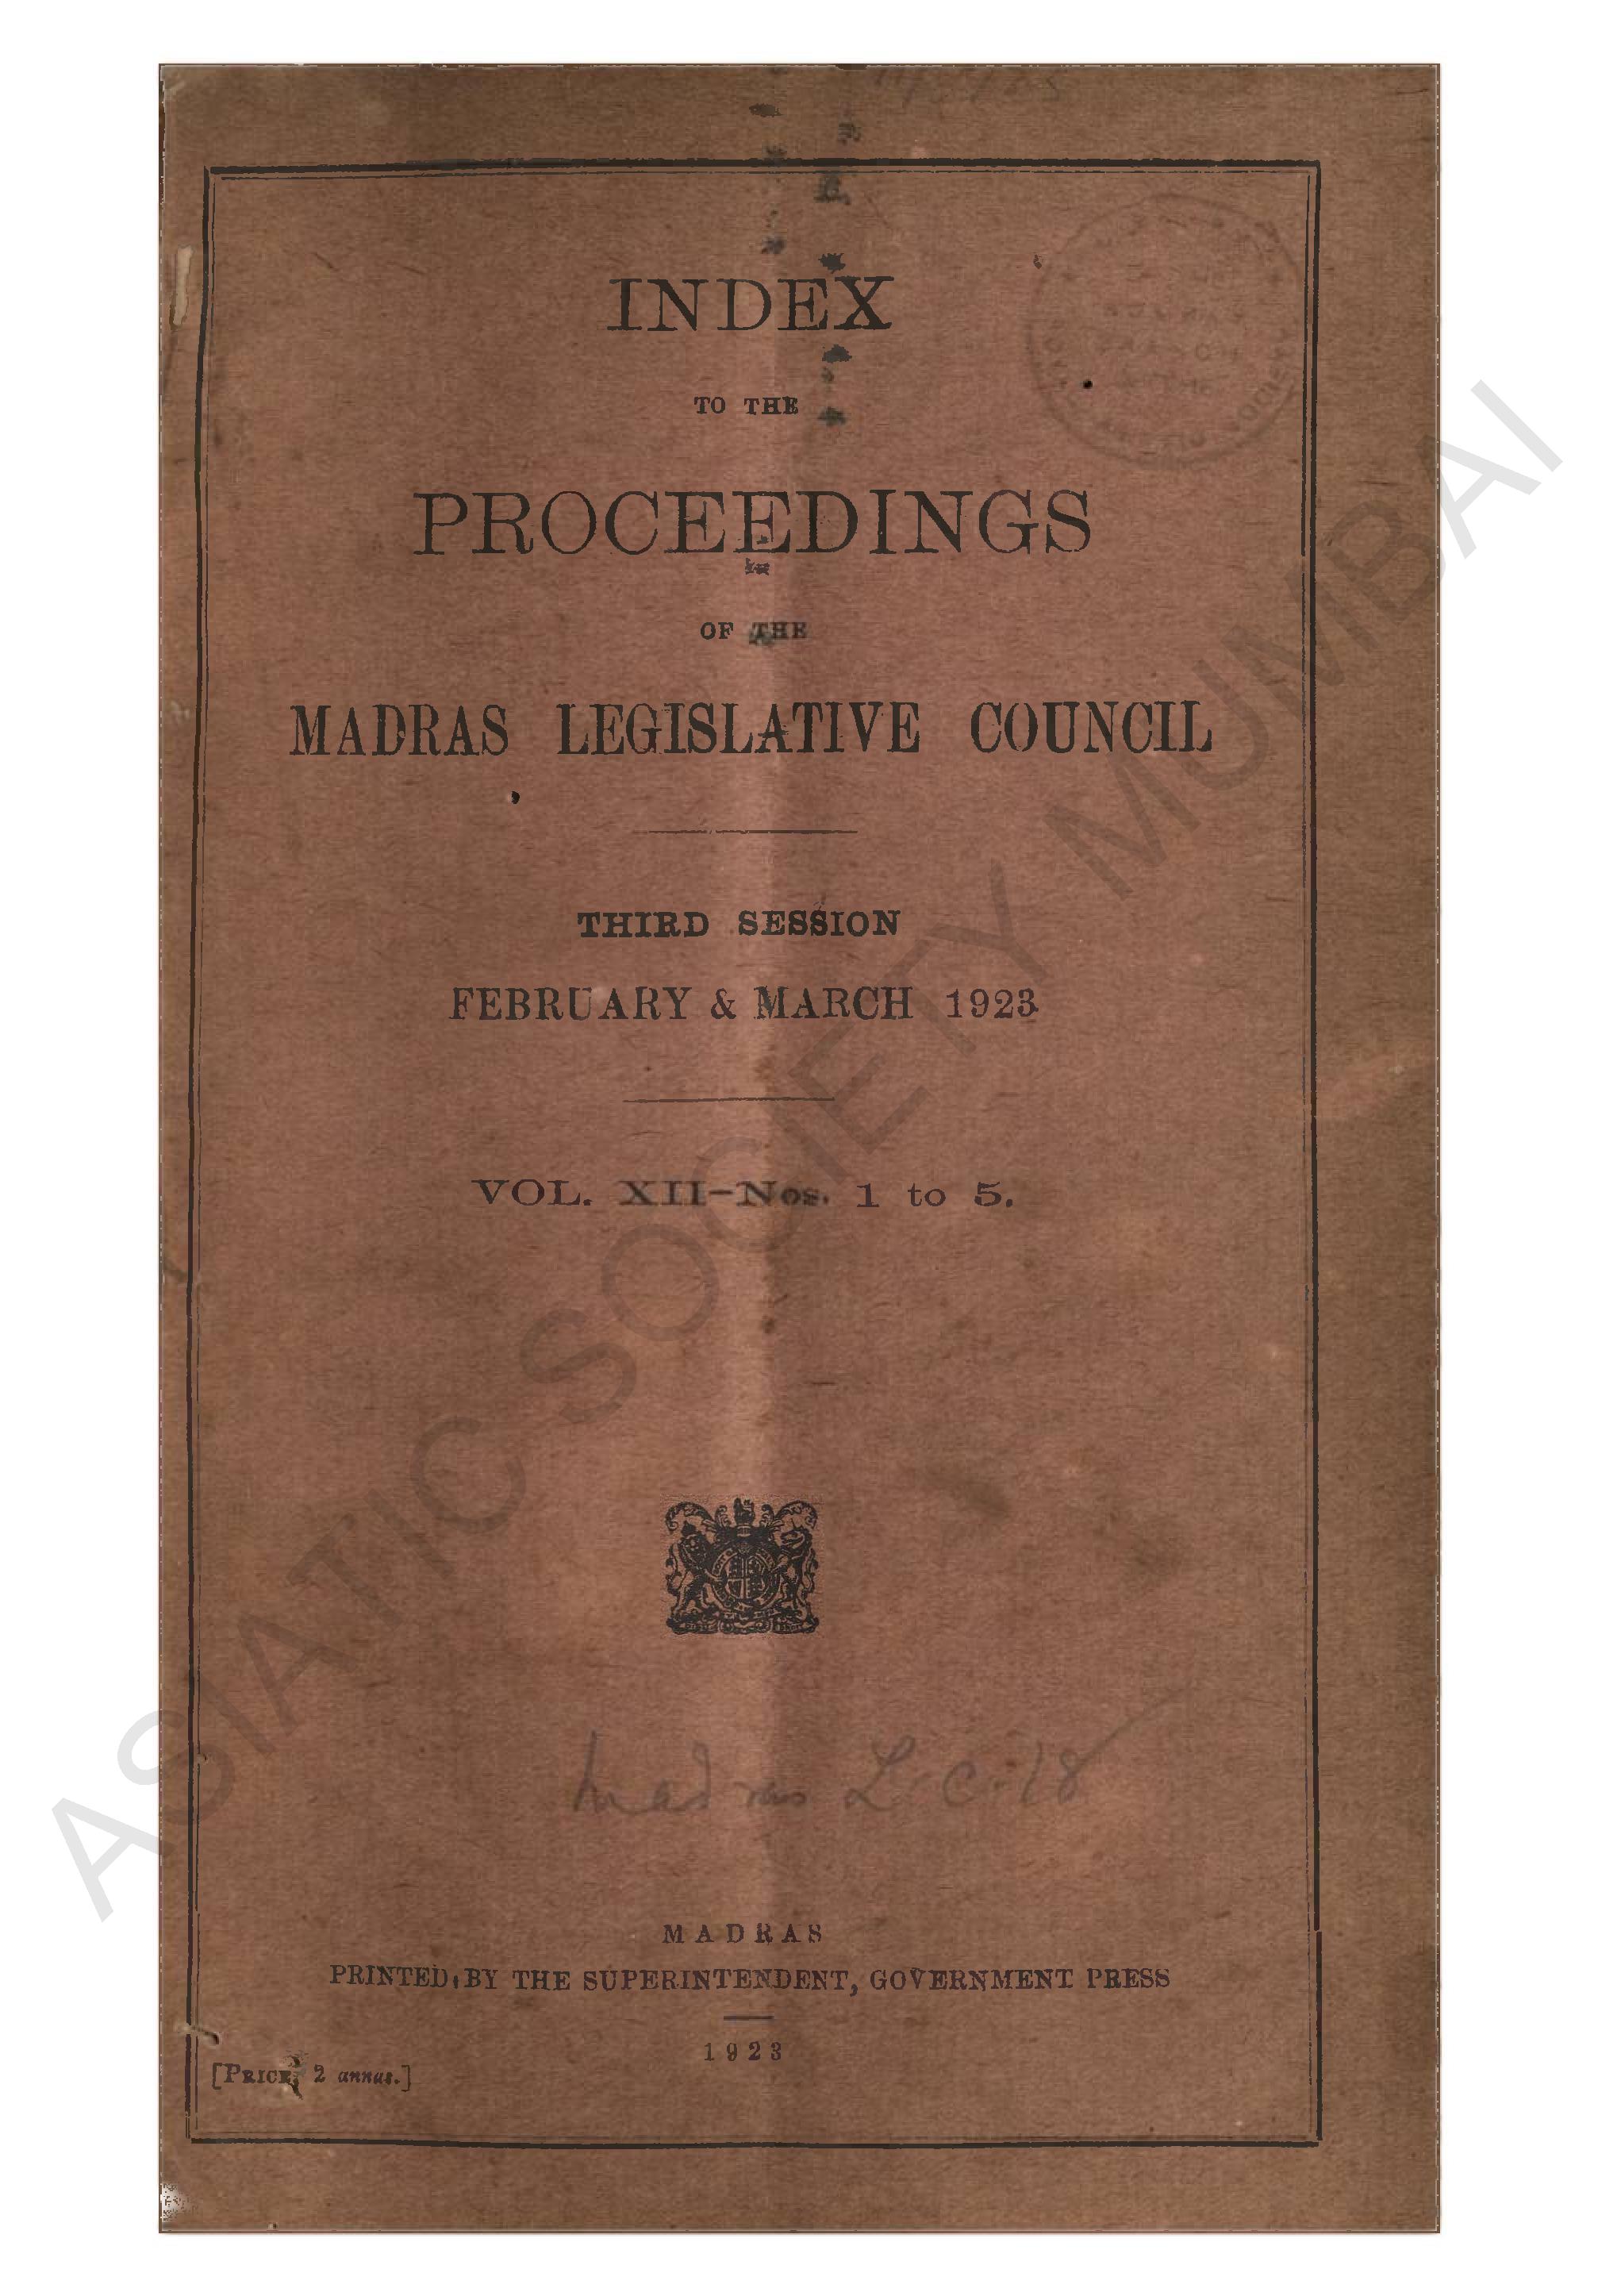 INDEX
TO THE
PROCEEDINGS
OF THE
MADRAS LEGISLATIVE COUNCIL
THIRD SESSION
FEBRUARY & MARCH 1923
VOL. XII-Nos. 1 to 5.
Madras L.C. 18
MADRAS
PRINTED BY THE SUPERINTENDENT, GOVERNMENT PRESS
1923
[PRICE, 2 annas.]
ASIATIC SOCIETY MUMBAI